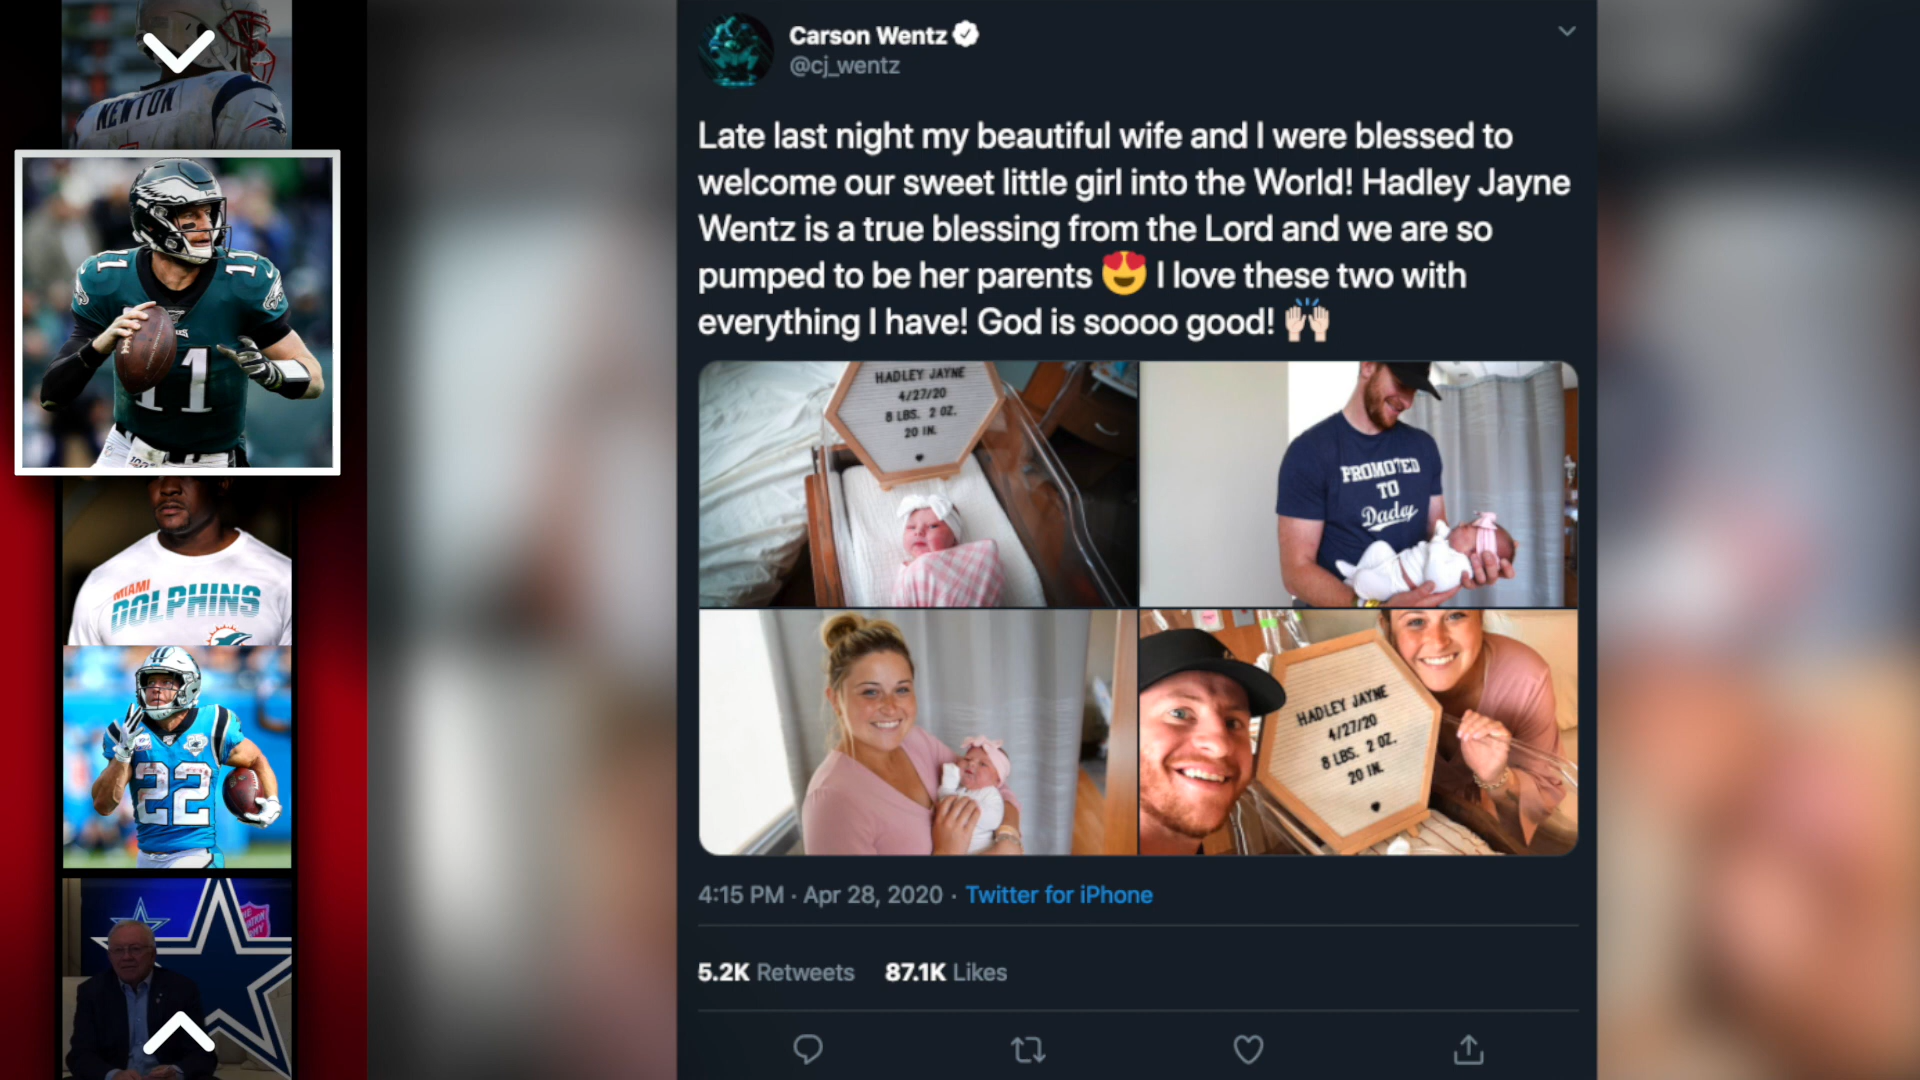 NEWTON
11 11
11
MIAMI
DOLPHINS
22
Carson Wentz
@cj_wentz
Late last night my beautiful wife and I were blessed to
welcome our sweet little girl into the World! Hadley Jayne
Wentz is a true blessing from the Lord and we are so
pumped to be her parents 😍 I love these two with
everything I have! God is soooo good! 🙌🏻
HADLEY JAYNE
4/27/20
8 LBS. 2 OZ.
20 IN.
PROMOTED
TO
Daddy
HADLEY JAYNE
4/27/20
8 LBS. 2 OZ.
20 IN.
4:15 PM · Apr 28, 2020 · Twitter for iPhone
5.2K Retweets 87.1K Likes